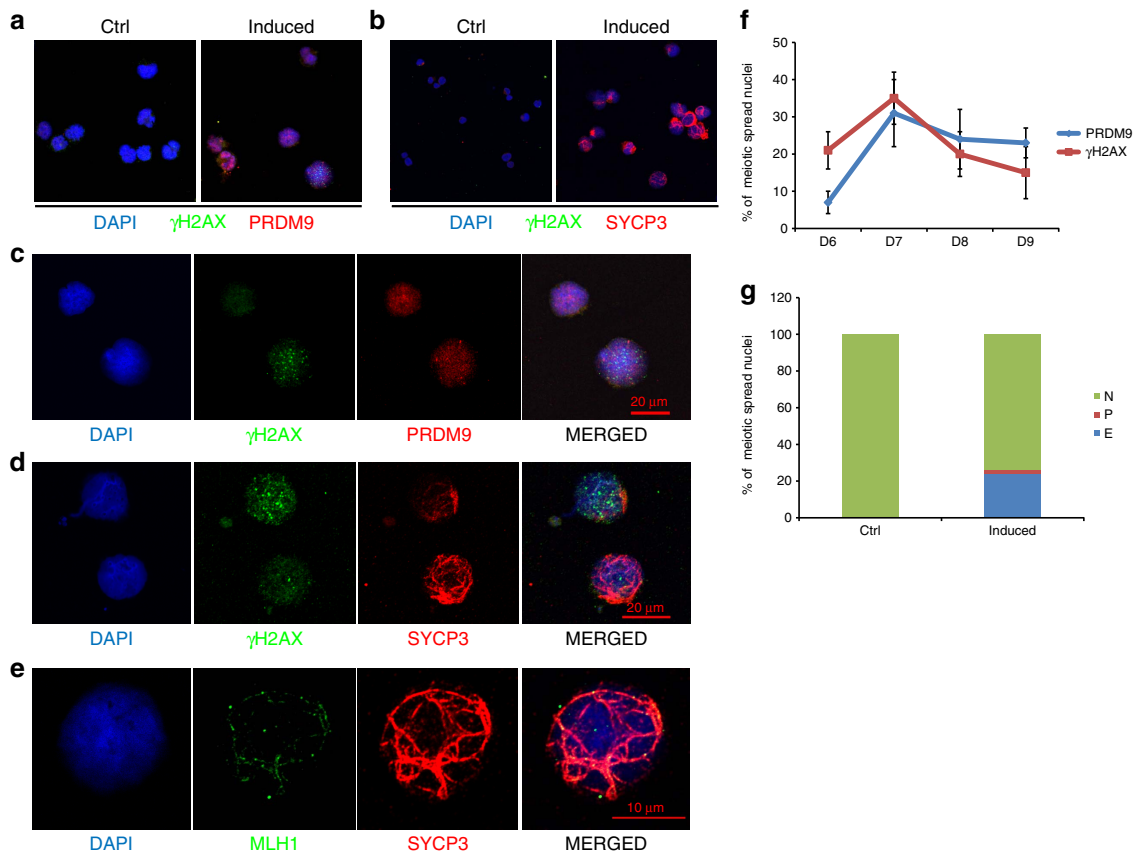 a
Ctrl
Induced
DAPI γH2AX PRDM9
b
Ctrl
Induced
DAPI γH2AX SYCP3
c
20 μm
DAPI γH2AX PRDM9 MERGED
d
20 μm
DAPI γH2AX SYCP3 MERGED
e
10 μm
DAPI MLH1 SYCP3 MERGED
f
% of meiotic spread nuclei
50
40
30
20
10
0
D6 D7 D8 D9
PRDM9
γH2AX
g
% of meiotic spread nuclei
120
100
80
60
40
20
0
Ctrl Induced
N
P
E